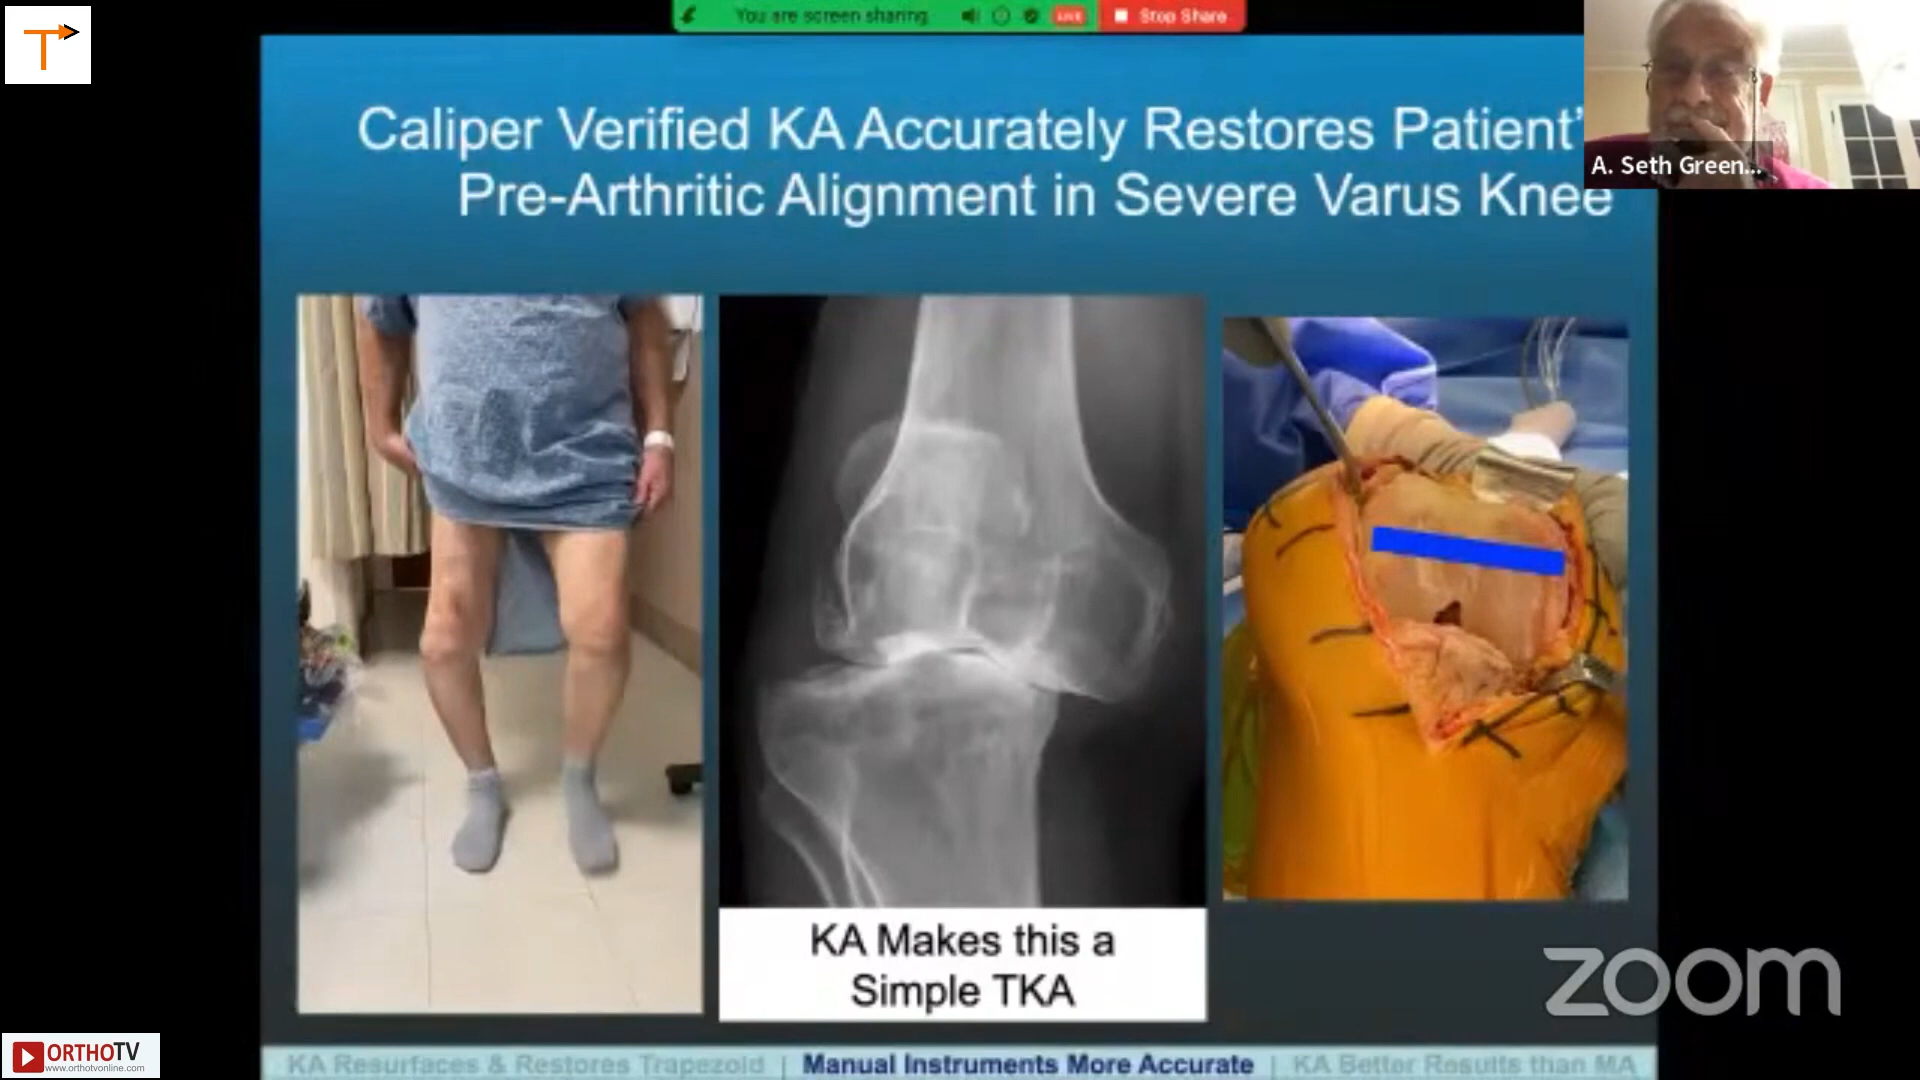 You are screen sharing
LIVE
Stop Share
Caliper Verified KA Accurately Restores Patient'
Pre-Arthritic Alignment in Severe Varus Knee
A. Seth Green...
KA Makes this a
Simple TKA
zoom
KA Resurfaces & Restores Trapezoid | Manual Instruments More Accurate | KA Better Results than MA
ORTHOTV
www.orthotvonline.com
T